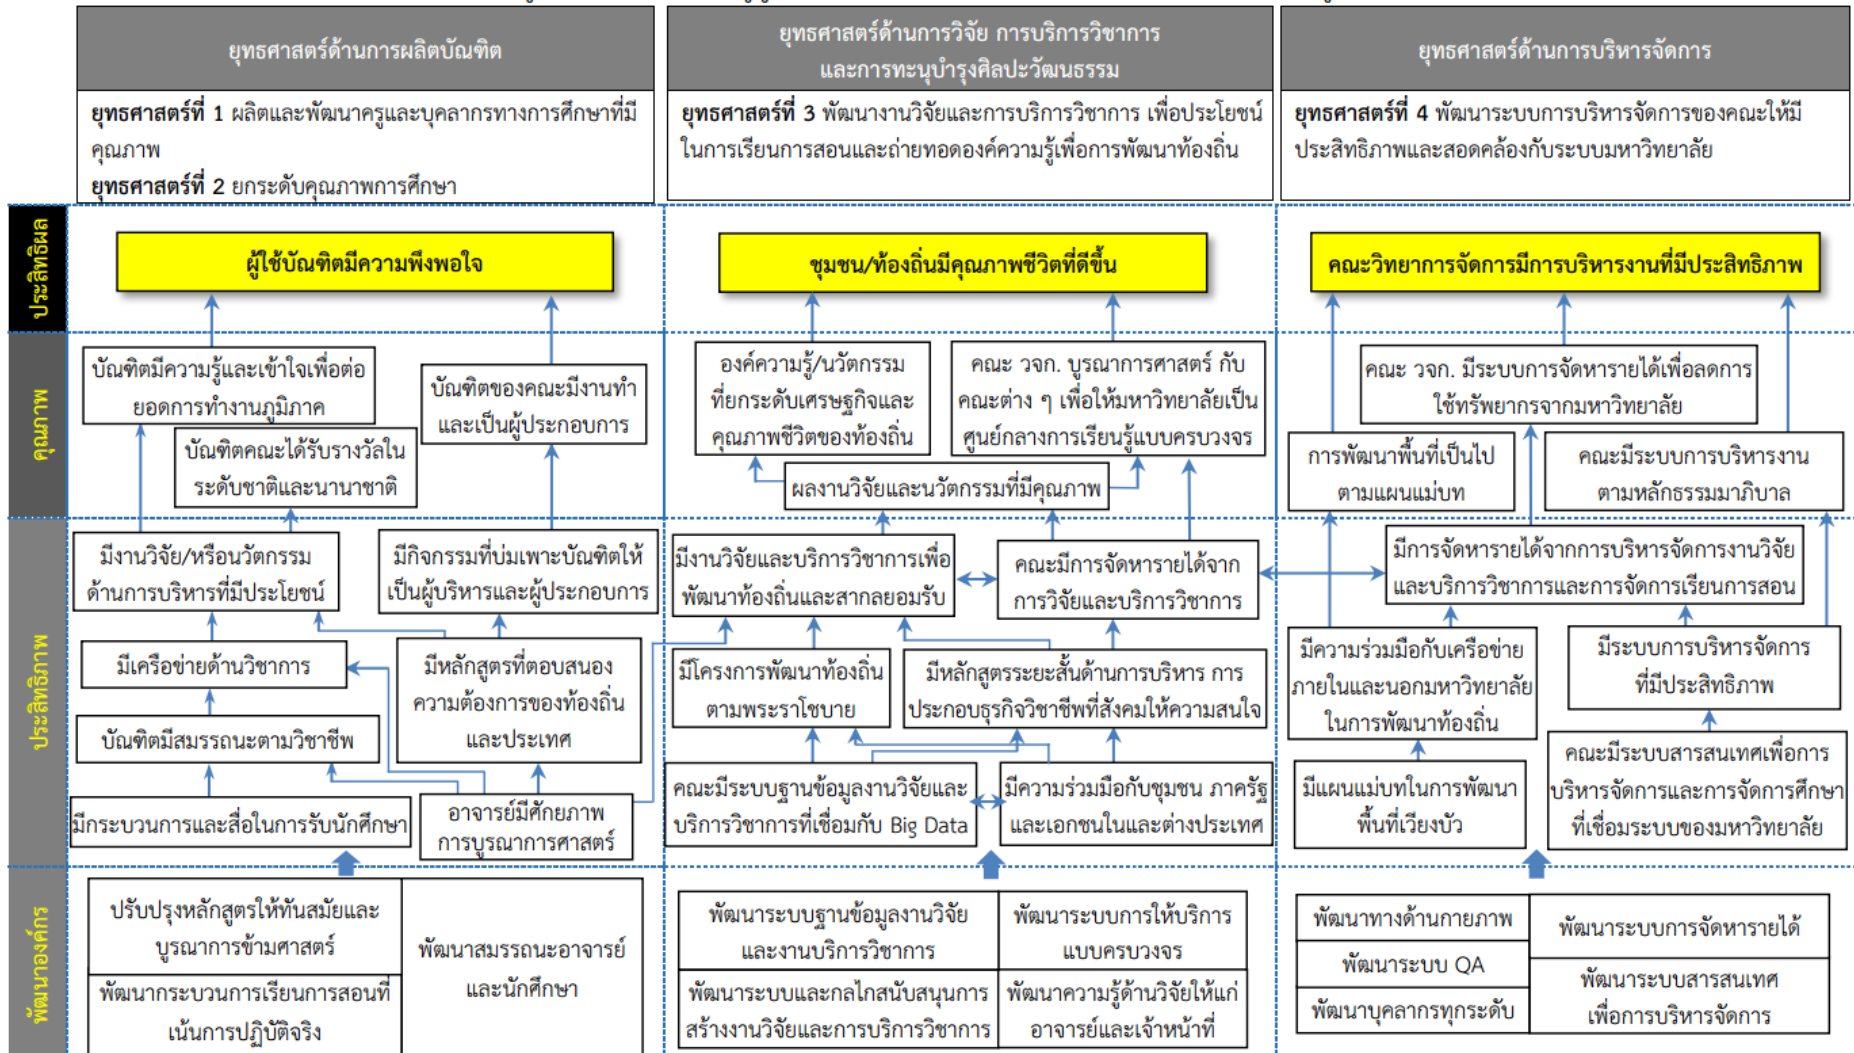 ยุทธศาสตร์ด้านการผลิตบัณฑิต
ยุทธศาสตร์ด้านการวิจัย การบริการวิชาการ
และการทะนุบำรุงศิลปะวัฒนธรรม
ยุทธศาสตร์ด้านการบริหารจัดการ
ยุทธศาสตร์ที่ 1 ผลิตและพัฒนาครูและบุคลากรทางการศึกษาที่มี
คุณภาพ
ยุทธศาสตร์ที่ 2 ยกระดับคุณภาพการศึกษา
ยุทธศาสตร์ที่ 3 พัฒนางานวิจัยและการบริการวิชาการ เพื่อประโยชน์
ในการเรียนการสอนและถ่ายทอดองค์ความรู้เพื่อการพัฒนาท้องถิ่น
ยุทธศาสตร์ที่ 4 พัฒนาระบบการบริหารจัดการของคณะให้มี
ประสิทธิภาพและสอดคล้องกับระบบมหาวิทยาลัย
ประสิทธิผล
ผู้ใช้บัณฑิตมีความพึงพอใจ
ชุมชน/ท้องถิ่นมีคุณภาพชีวิตที่ดีขึ้น
คณะวิทยาการจัดการมีการบริหารงานที่มีประสิทธิภาพ
คุณภาพ
บัณฑิตมีความรู้และเข้าใจเพื่อต่อ
ยอดการทำงานภูมิภาค
บัณฑิตของคณะมีงานทำ
และเป็นผู้ประกอบการ
บัณฑิตคณะได้รับรางวัลใน
ระดับชาติและนานาชาติ
องค์ความรู้/นวัตกรรม
ที่ยกระดับเศรษฐกิจและ
คุณภาพชีวิตของท้องถิ่น
คณะ วจก. บูรณาการศาสตร์ กับ
คณะต่าง ๆ เพื่อให้มหาวิทยาลัยเป็น
ศูนย์กลางการเรียนรู้แบบครบวงจร
ผลงานวิจัยและนวัตกรรมที่มีคุณภาพ
คณะ วจก. มีระบบการจัดหารายได้เพื่อลดการ
ใช้ทรัพยากรจากมหาวิทยาลัย
การพัฒนาพื้นที่เป็นไป
ตามแผนแม่บท
คณะมีระบบการบริหารงาน
ตามหลักธรรมาภิบาล
ประสิทธิภาพ
มีงานวิจัย/หรือนวัตกรรม
ด้านการบริหารที่มีประโยชน์
มีกิจกรรมที่บ่มเพาะบัณฑิตให้
เป็นผู้บริหารและผู้ประกอบการ
มีเครือข่ายด้านวิชาการ
มีหลักสูตรที่ตอบสนอง
ความต้องการของท้องถิ่น
และประเทศ
บัณฑิตมีสมรรถนะตามวิชาชีพ
มีกระบวนการและสื่อในการรับนักศึกษา
อาจารย์มีศักยภาพ
การบูรณาการศาสตร์
มีงานวิจัยและบริการวิชาการเพื่อ
พัฒนาท้องถิ่นและสากลยอมรับ
คณะมีการจัดหารายได้จาก
การวิจัยและบริการวิชาการ
มีโครงการพัฒนาท้องถิ่น
ตามพระราโชบาย
มีหลักสูตรระยะสั้นด้านการบริหาร การ
ประกอบธุรกิจวิชาชีพที่สังคมให้ความสนใจ
คณะมีระบบฐานข้อมูลงานวิจัยและ
บริการวิชาการที่เชื่อมกับ Big Data
มีความร่วมมือกับชุมชน ภาครัฐ
และเอกชนในและต่างประเทศ
มีการจัดหารายได้จากการบริหารจัดการงานวิจัย
และบริการวิชาการและการจัดการเรียนการสอน
มีความร่วมมือกับเครือข่าย
ภายในและนอกมหาวิทยาลัย
ในการพัฒนาท้องถิ่น
มีระบบการบริหารจัดการ
ที่มีประสิทธิภาพ
มีแผนแม่บทในการพัฒนา
พื้นที่เวียงบัว
คณะมีระบบสารสนเทศเพื่อการ
บริหารจัดการและการจัดการศึกษา
ที่เชื่อมระบบของมหาวิทยาลัย
พัฒนาองค์กร
ปรับปรุงหลักสูตรให้ทันสมัยและ
บูรณาการข้ามศาสตร์
พัฒนากระบวนการเรียนการสอนที่
เน้นการปฏิบัติจริง
พัฒนาสมรรถนะอาจารย์
และนักศึกษา
พัฒนาระบบฐานข้อมูลงานวิจัย
และงานบริการวิชาการ
พัฒนาระบบการให้บริการ
แบบครบวงจร
พัฒนาระบบและกลไกสนับสนุนการ
สร้างงานวิจัยและการบริการวิชาการ
พัฒนาความรู้ด้านวิจัยให้แก่
อาจารย์และเจ้าหน้าที่
พัฒนาทางด้านกายภาพ
พัฒนาระบบ QA
พัฒนาบุคลากรทุกระดับ
พัฒนาระบบการจัดหารายได้
พัฒนาระบบสารสนเทศ
เพื่อการบริหารจัดการ